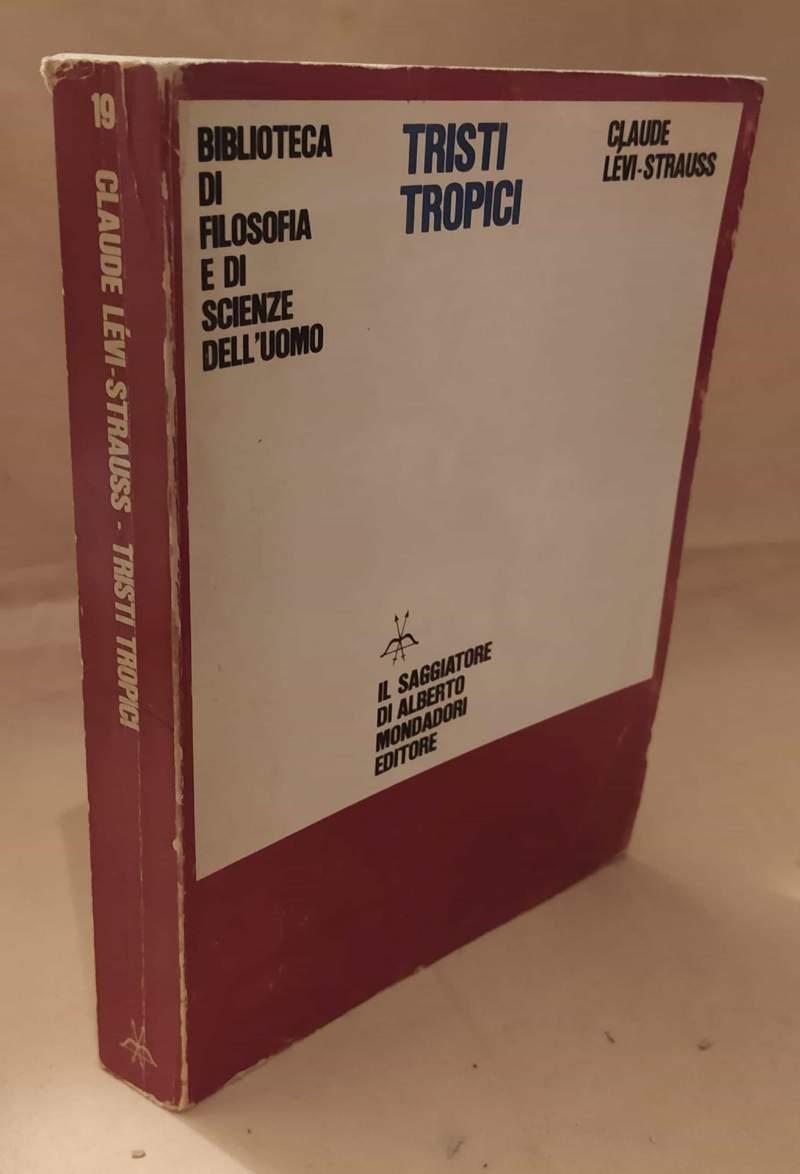 19
CLAUDE LÉVI-STRAUSS - TRISTI TROPICI
BIBLIOTECA
DI
FILOSOFIA
E DI
SCIENZE
DELL'UOMO
TRISTI
TROPICI
CLAUDE
LÉVI-STRAUSS
IL SAGGIATORE
DI ALBERTO
MONDADORI
EDITORE